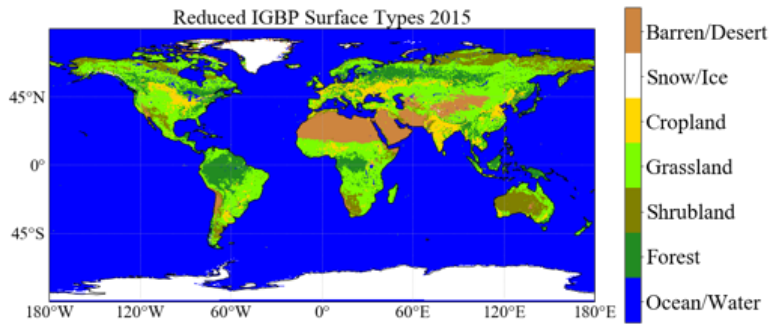 Reduced IGBP Surface Types 2015
45°N
0°
45°S
180°W
120°W
60°W
0°
60°E
120°E
180°E
Barren/Desert
Snow/Ice
Cropland
Grassland
Shrubland
Forest
Ocean/Water